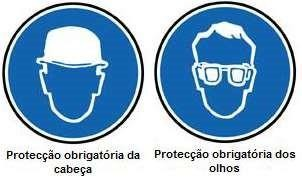 Protecção obrigatória da
cabeça
Protecção obrigatória dos
olhos